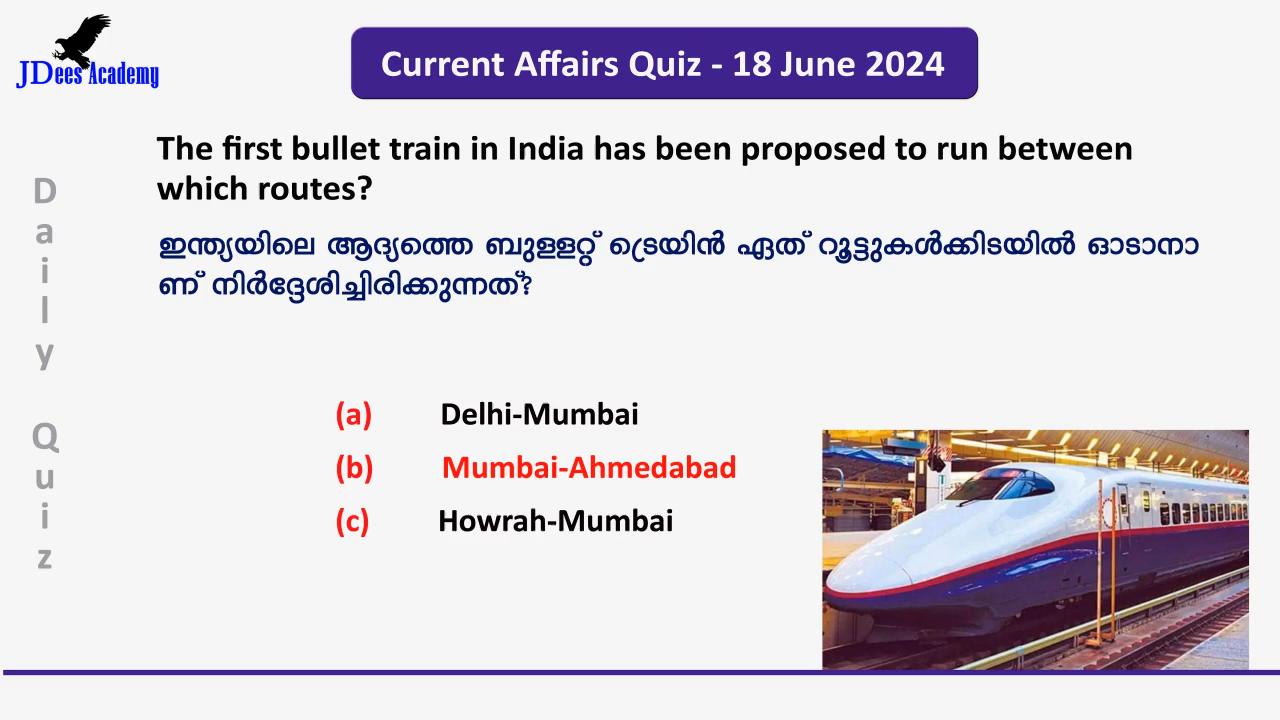 JDees Academy
Current Affairs Quiz - 18 June 2024
The first bullet train in India has been proposed to run between
which routes?
ഇന്ത്യയിലെ ആദ്യത്തെ ബുള്ളറ്റ് ട്രെയിൻ ഏത് റൂട്ടുകൾക്കിടയിൽ ഓടാനാ
ണ് നിർദ്ദേശിച്ചിരിക്കുന്നത്?
Daily Quiz
(a) Delhi-Mumbai
(b) Mumbai-Ahmedabad
(c) Howrah-Mumbai